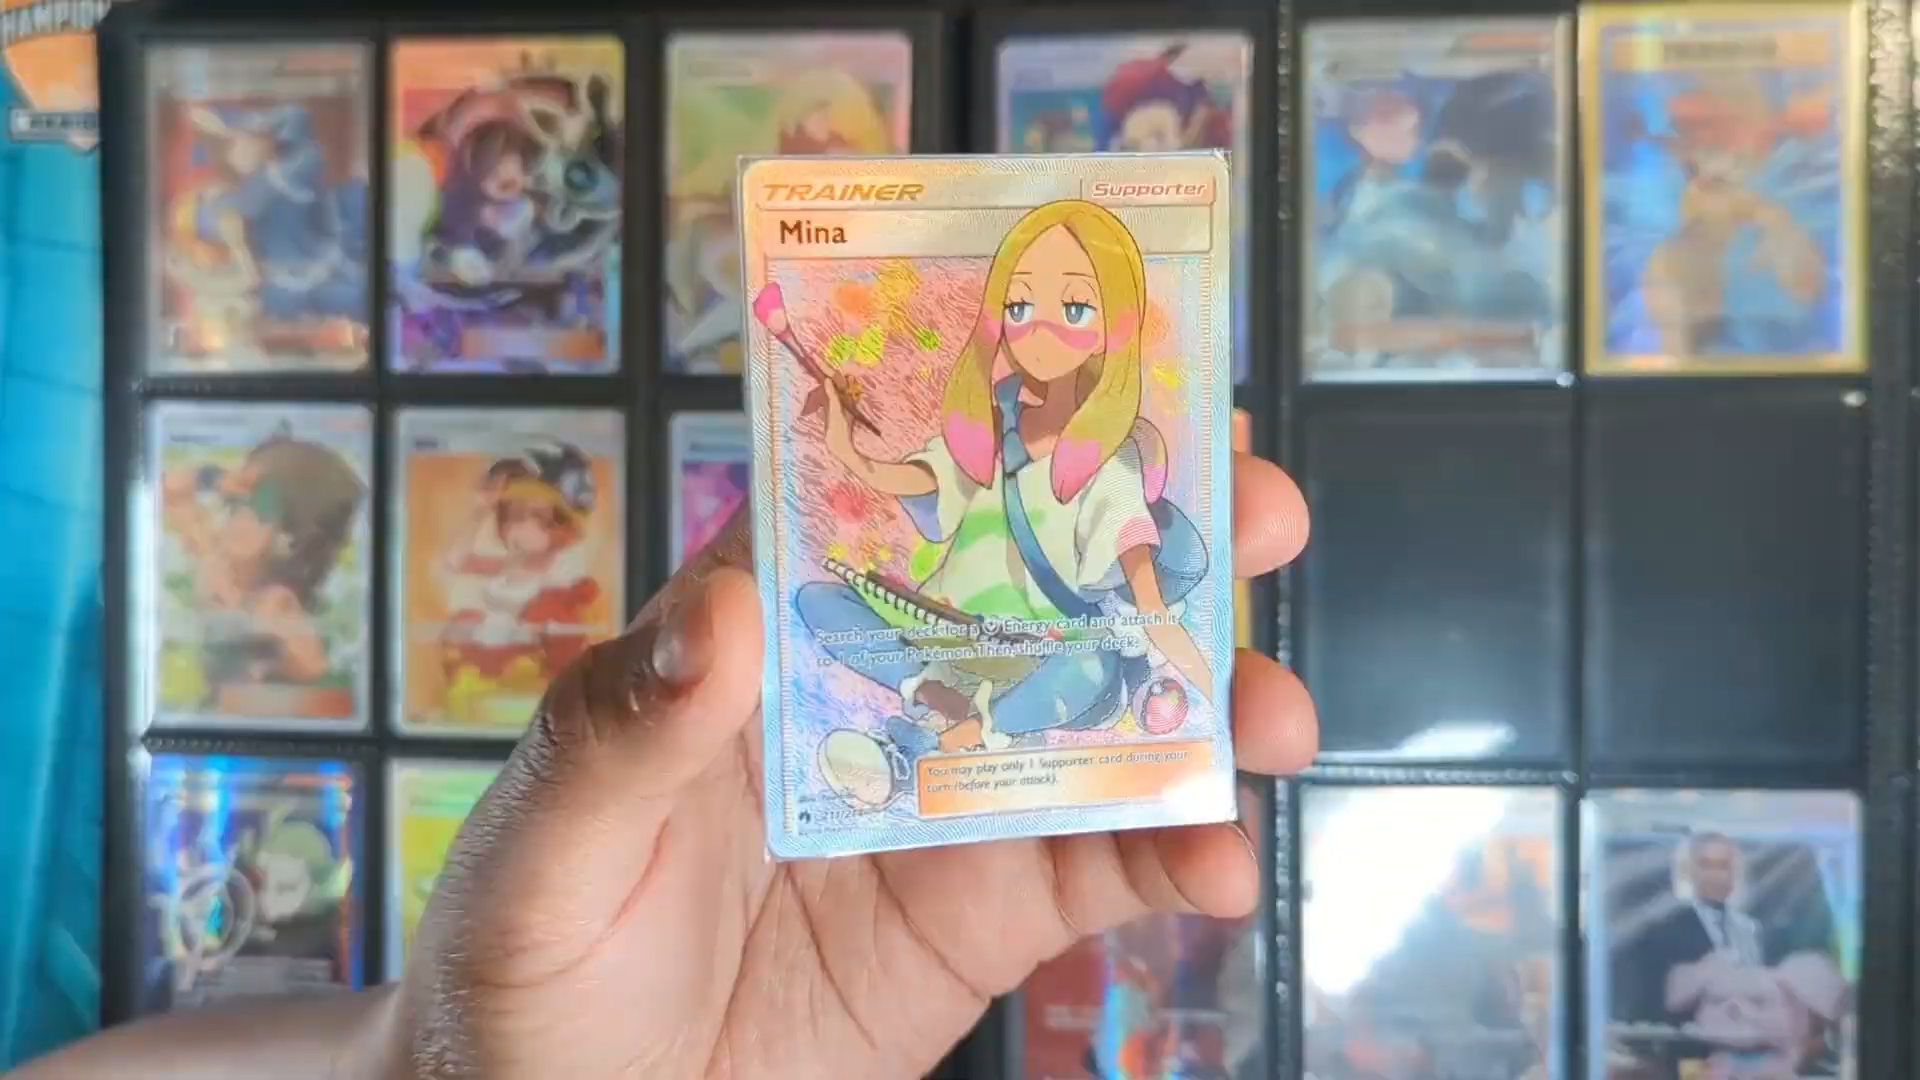 TRAINER
Supporter
Mina
Search your deck for a Energy card and attach it
to 1 of your Pokémon. Then, shuffle your deck.
You may play only 1 Supporter card during your
turn (before your attack).